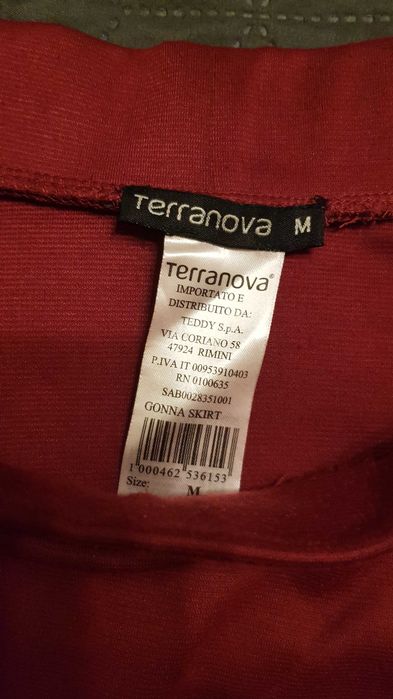 Terranova M
Terranova®
IMPORTATO E
DISTRIBUITO DA:
TEDDY S.p.A.
VIA CORIANO 58
47924 RIMINI
P.IVA IT 00953910403
RN 0100635
SAB0028351001
GONNA SKIRT
1 000462 536153
Size: M